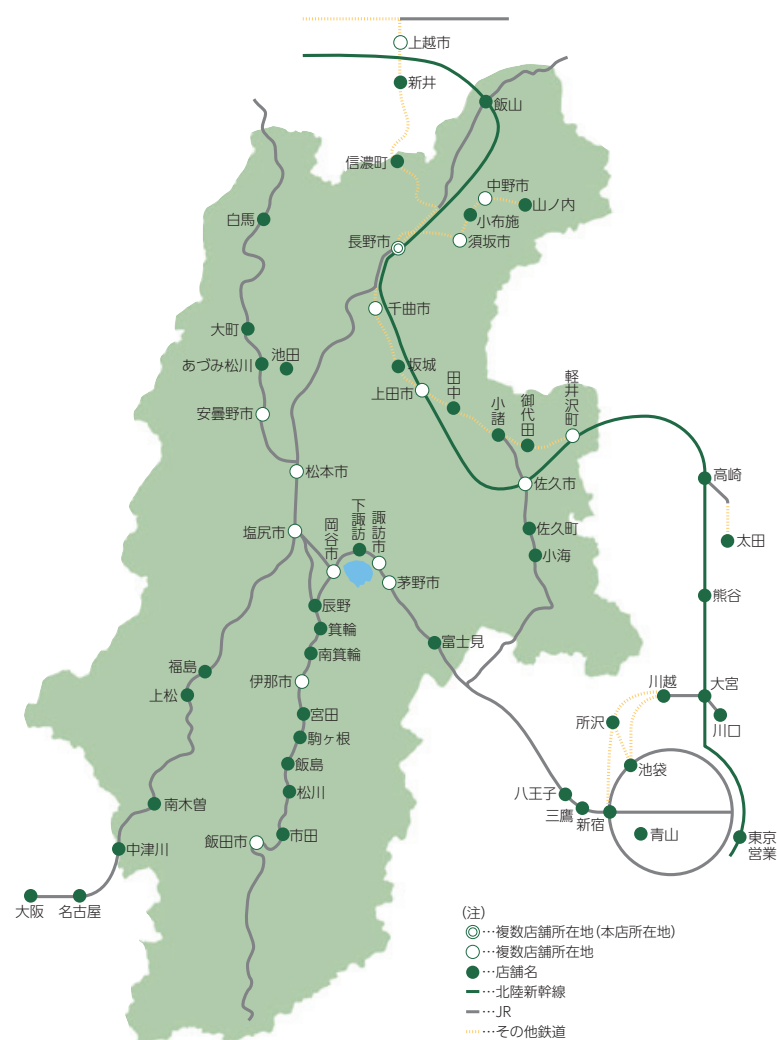 上越市
新井
飯山
信濃町
中野市
山ノ内
小布施
白馬
長野市
須坂市
千曲市
大町
池田
あづみ松川
坂城
田中
上田市
軽井沢町
御代田
小諸
安曇野市
松本市
佐久市
高崎
下諏訪
諏訪市
岡谷市
塩尻市
佐久町
太田
小海
茅野市
熊谷
辰野
箕輪
富士見
南箕輪
福島
伊那市
上松
川越
大宮
宮田
所沢
川口
駒ヶ根
飯島
池袋
松川
八王子
南木曽
三鷹
新宿
市田
飯田市
青山
東京
営業
中津川
大阪
名古屋
(注)
…複数店舗所在地(本店所在地)
…複数店舗所在地
…店舗名
…北陸新幹線
…JR
…その他鉄道